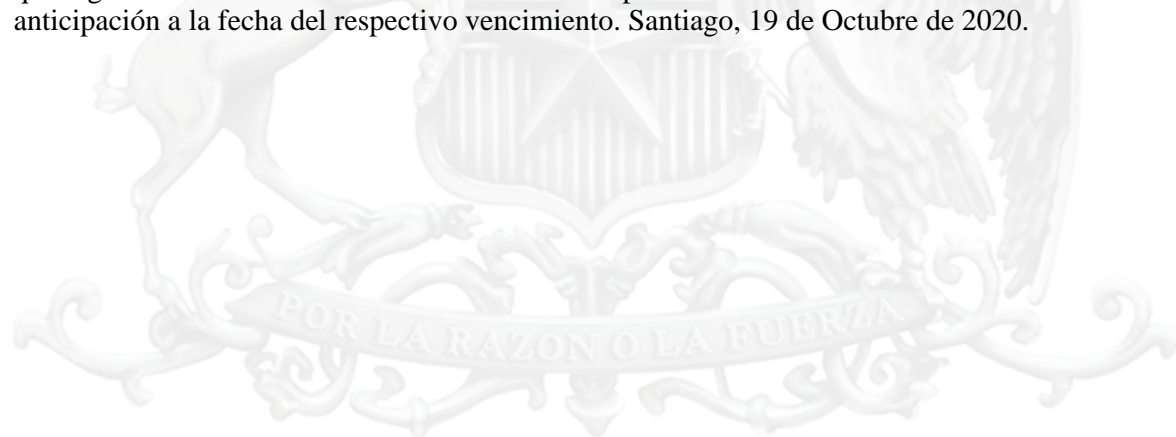 anticipación a la fecha del respectivo vencimiento. Santiago, 19 de Octubre de 2020.
POR LA RAZON O LA FUERZA